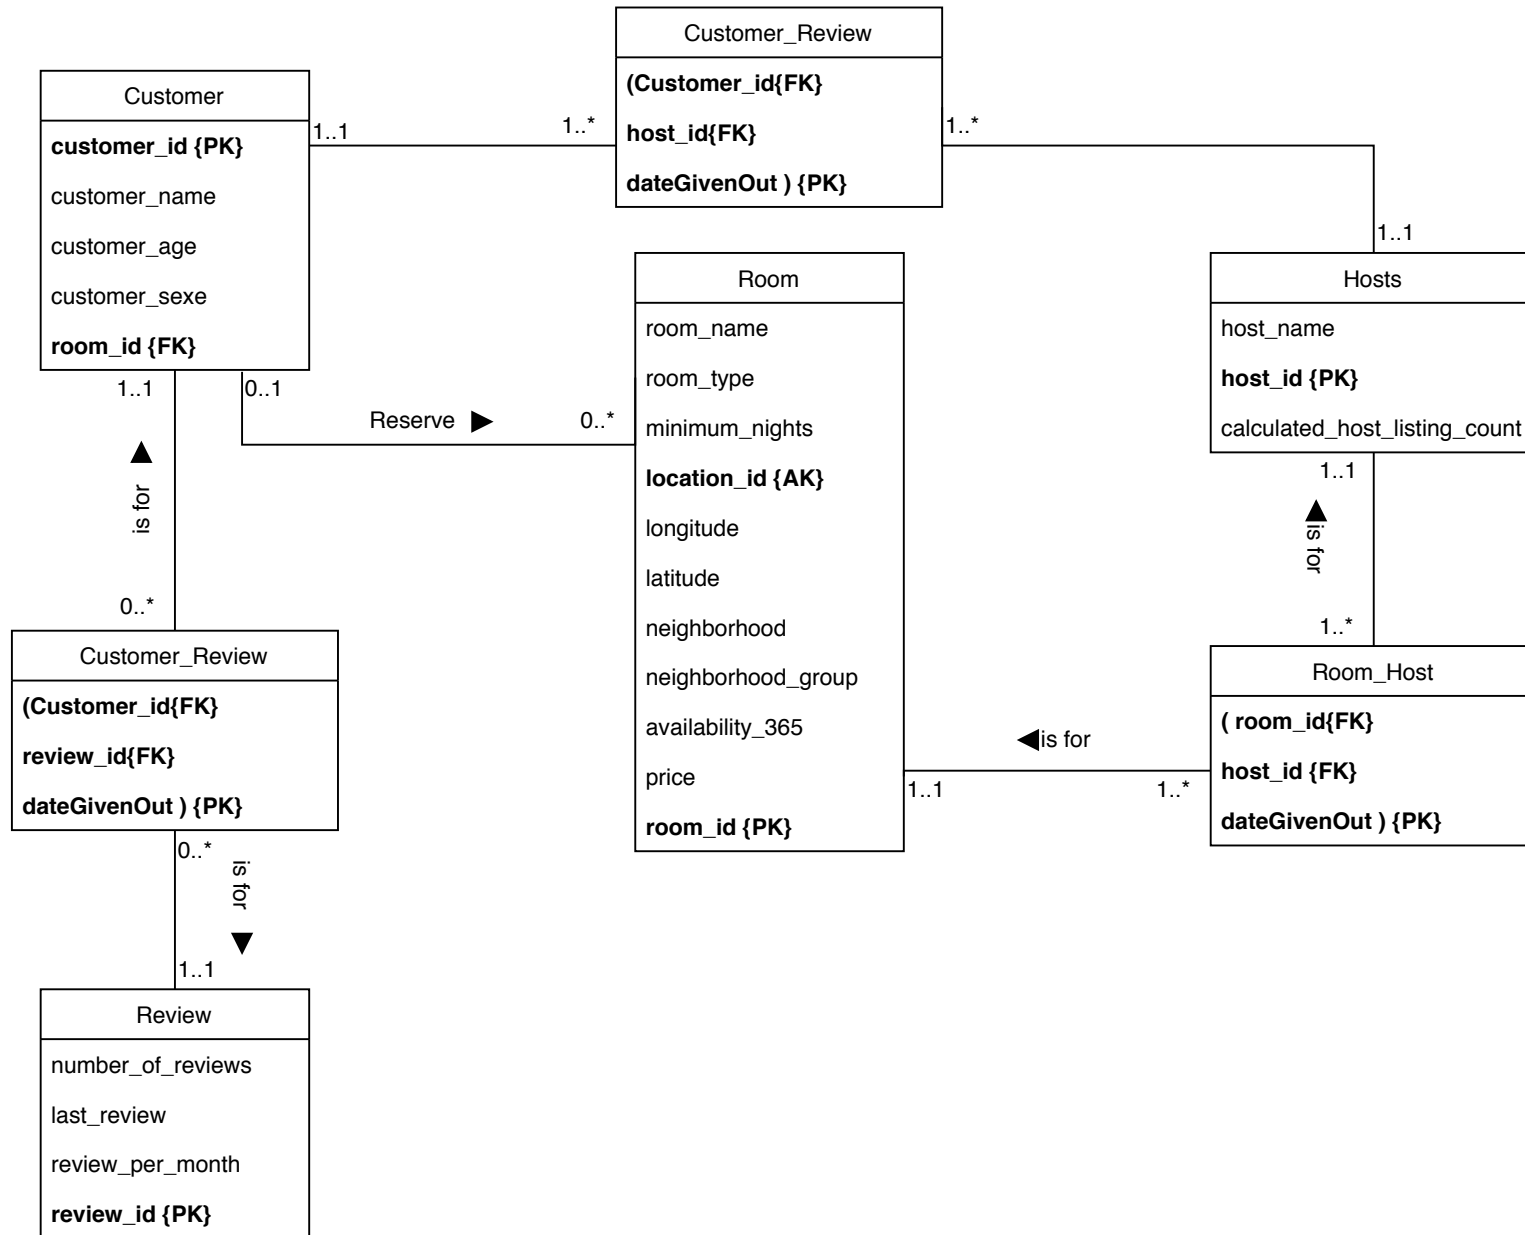 Customer_Review
(Customer_id{FK}
host_id{FK}
dateGivenOut ) {PK}
Customer
customer_id {PK}
customer_name
customer_age
customer_sexe
room_id {FK}
1..1
1..*
1..*
1..1
Room
room_name
room_type
minimum_nights
location_id {AK}
longitude
latitude
neighborhood
neighborhood_group
availability_365
price
room_id {PK}
Hosts
host_name
host_id {PK}
calculated_host_listing_count
1..1
0..1
Reserve
0..*
is for
0..*
1..1
is for
1..*
Customer_Review
(Customer_id{FK}
review_id{FK}
dateGivenOut ) {PK}
Room_Host
( room_id{FK}
host_id {FK}
dateGivenOut ) {PK}
is for
1..1
1..*
0..*
is for
1..1
Review
number_of_reviews
last_review
review_per_month
review_id {PK}